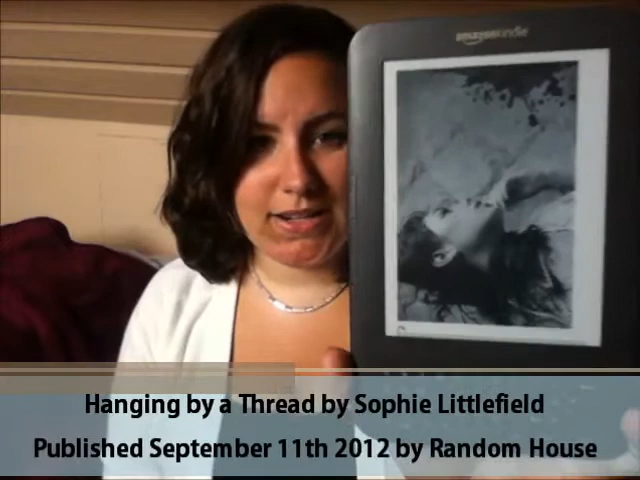 amazonkindle
Hanging by a Thread by Sophie Littlefield
Published September 11th 2012 by Random House